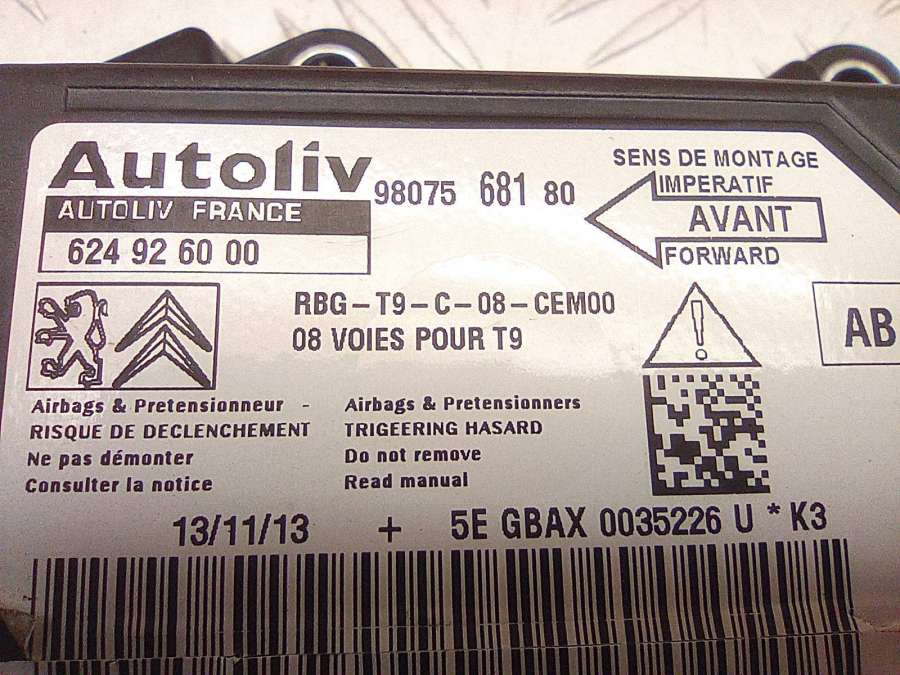 Autoliv
AUTOLIV FRANCE
624 92 60 00
98075 681 80
SENS DE MONTAGE
IMPERATIF
AVANT
FORWARD
RBG-T9-C-08-CEM00
08 VOIES POUR T9
AB
Airbags & Pretensionneur -
RISQUE DE DECLENCHEMENT
Ne pas démonter
Consulter la notice
Airbags & Pretensionners
TRIGEERING HASARD
Do not remove
Read manual
13/11/13 + 5E GBAX 0035226 U * K3